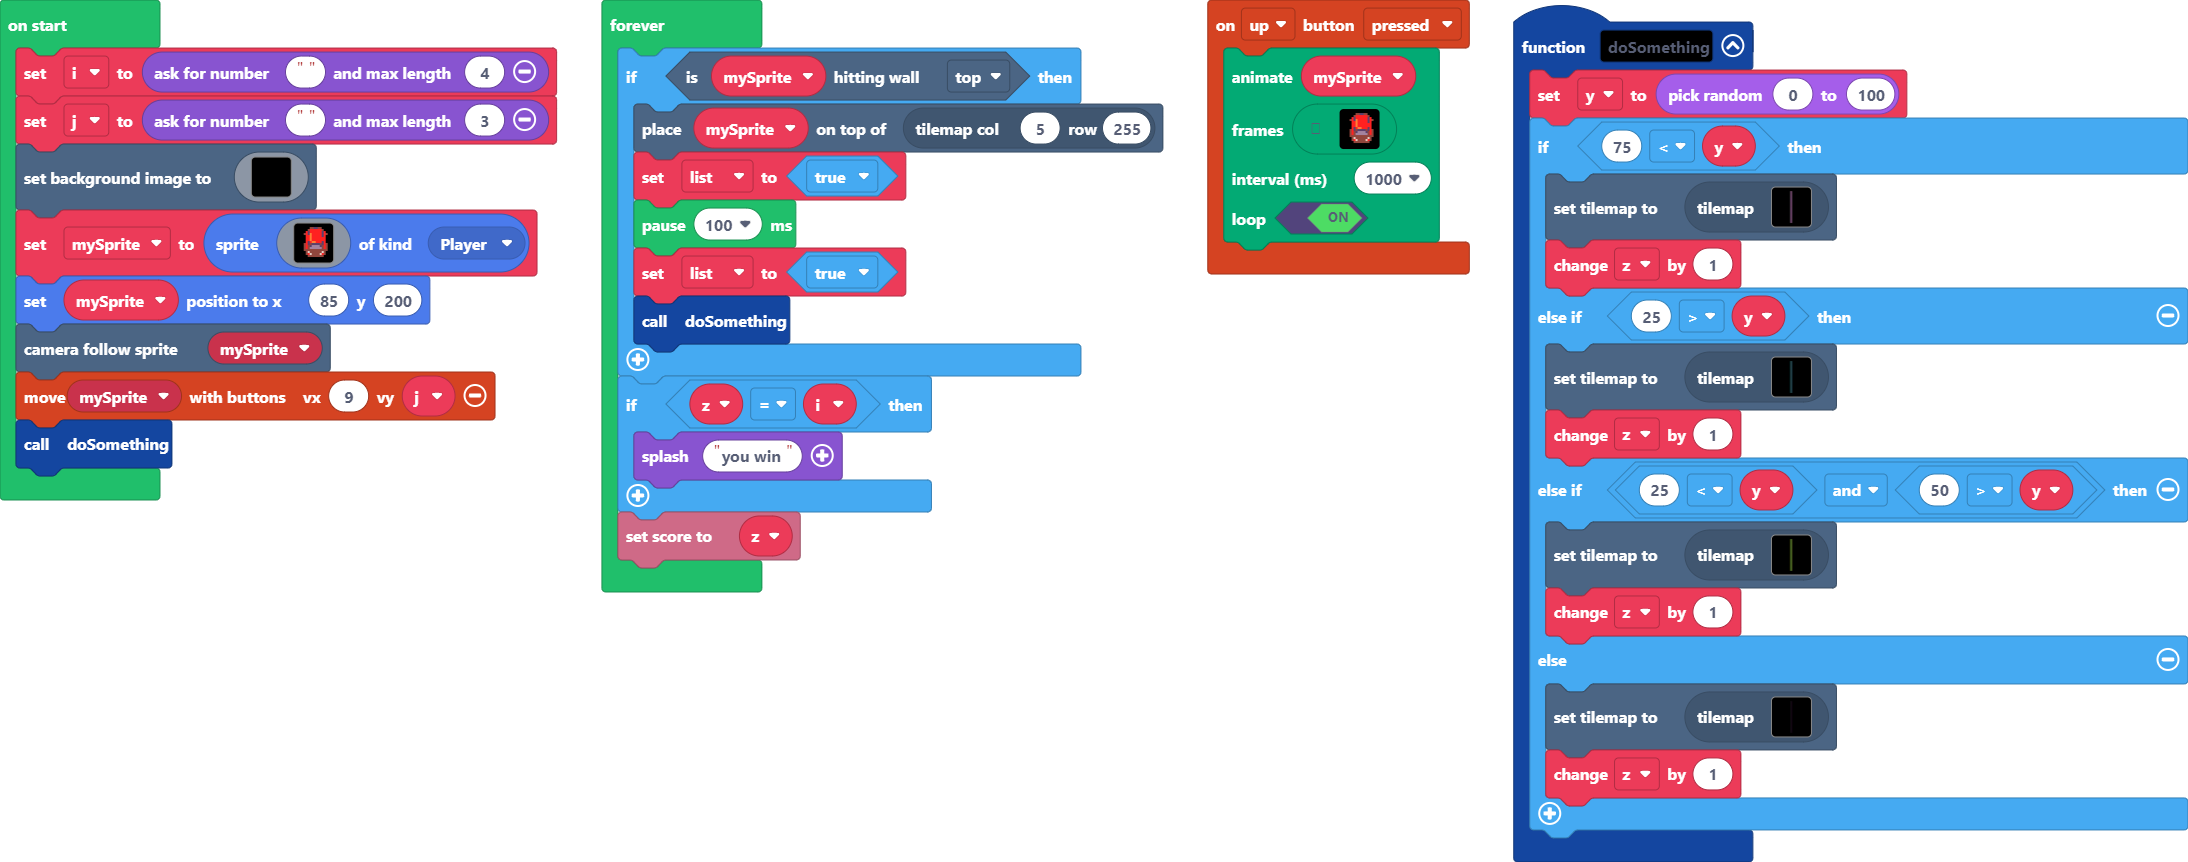 on start
set i to ask for number " " and max length 4
set j to ask for number " " and max length 3
set background image to
set mySprite to sprite of kind Player
set mySprite position to x 85 y 200
camera follow sprite mySprite
move mySprite with buttons vx 9 vy j
call doSomething
forever
if is mySprite hitting wall top then
place mySprite on top of tilemap col 5 row 255
set list to true
pause 100 ms
set list to true
call doSomething
if z = i then
splash "you win"
set score to z
on up button pressed
animate mySprite
frames
interval (ms) 1000
loop ON
function doSomething
set y to pick random 0 to 100
if 75 < y then
set tilemap to tilemap
change z by 1
else if 25 > y then
set tilemap to tilemap
change z by 1
else if 25 < y and 50 > y then
set tilemap to tilemap
change z by 1
else
set tilemap to tilemap
change z by 1